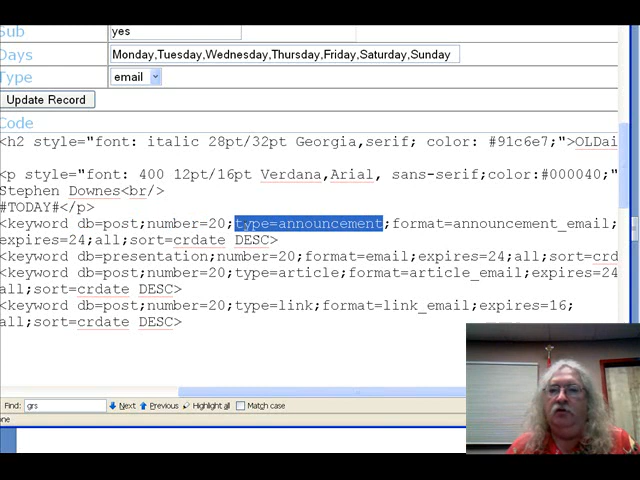 Sub yes
Days Monday,Tuesday,Wednesday,Thursday,Friday,Saturday,Sunday
Type email
Update Record
Code
<h2 style="font: italic 28pt/32pt Georgia,serif; color: #91c6e7;">OLDai
<p style="font: 400 12pt/16pt Verdana,Arial, sans-serif;color:#000040;"
Stephen Downes<br/>
#TODAY#</p>
<keyword db=post;number=20;type=announcement;format=announcement_email;
expires=24;all;sort=crdate DESC>
<keyword db=presentation;number=20;format=email;expires=24;all;sort=crd
<keyword db=post;number=20;type=article;format=article_email;expires=24
all;sort=crdate DESC>
<keyword db=post;number=20;type=link;format=link_email;expires=16;
all;sort=crdate DESC>
Find: grs Next Previous Highlight all Match case
one